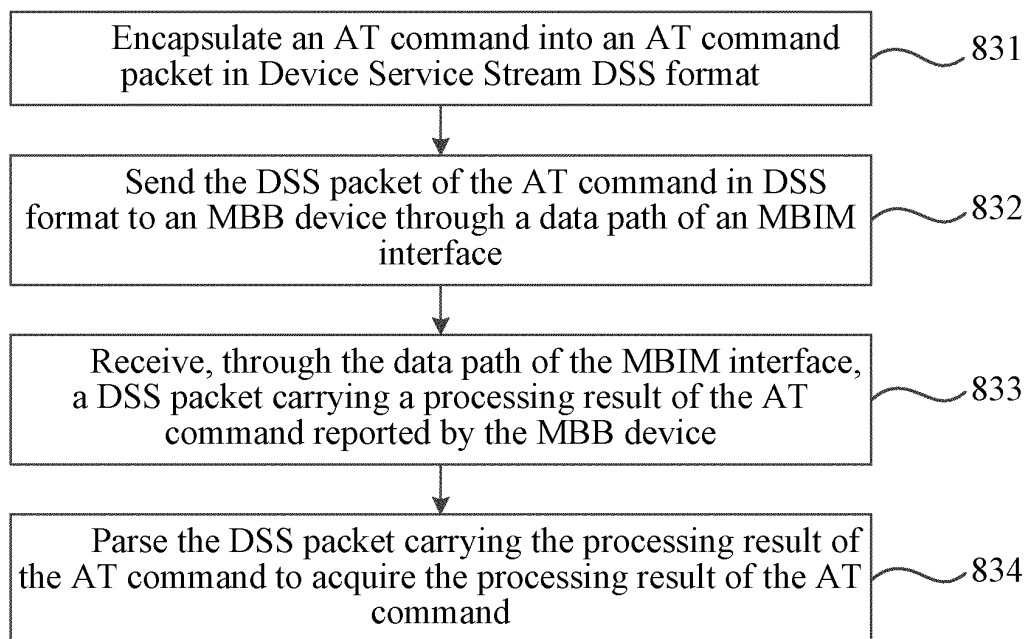 Encapsulate an AT command into an AT command
packet in Device Service Stream DSS format
831
Send the DSS packet of the AT command in DSS
format to an MBB device through a data path of an MBIM
interface
832
Receive, through the data path of the MBIM interface,
a DSS packet carrying a processing result of the AT
command reported by the MBB device
833
Parse the DSS packet carrying the processing result of
the AT command to acquire the processing result of the AT
command
834